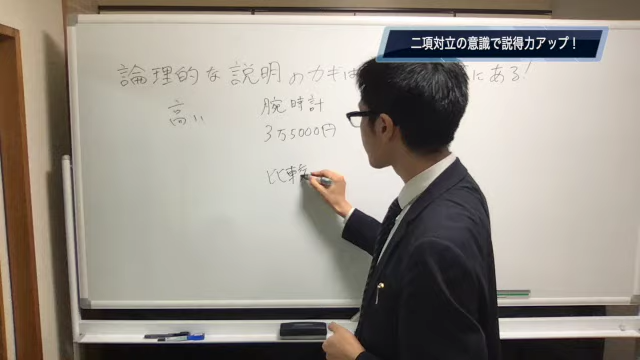 二項対立の意識で説得力アップ！
論理的な説明のカギは にある!
高い 腕時計
3万5000円
比較